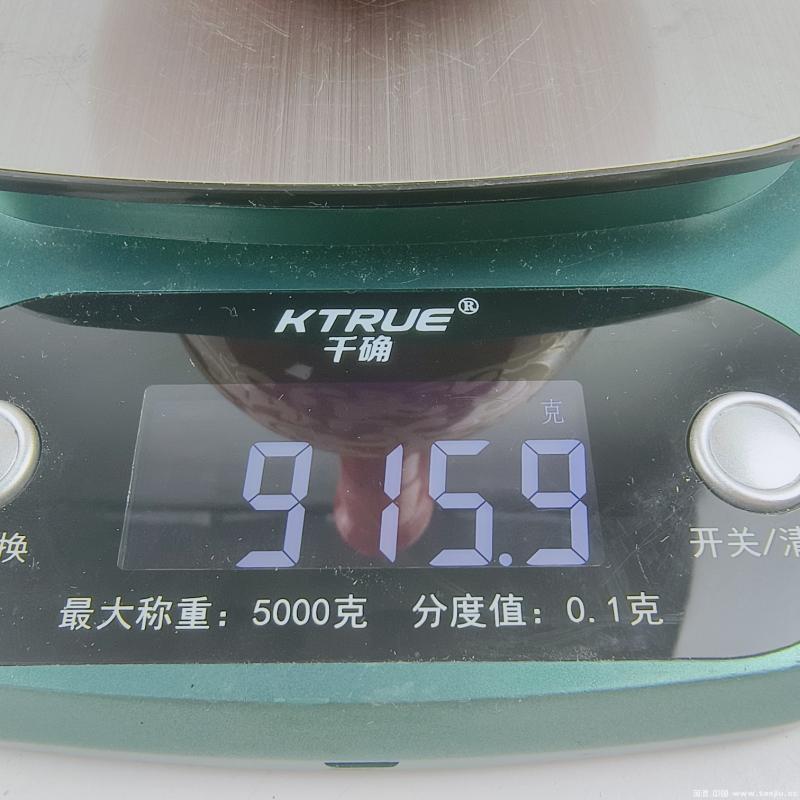 KTRUE®
千确
克
915.9
换
开关/清
最大称重：5000克 分度值：0.1克